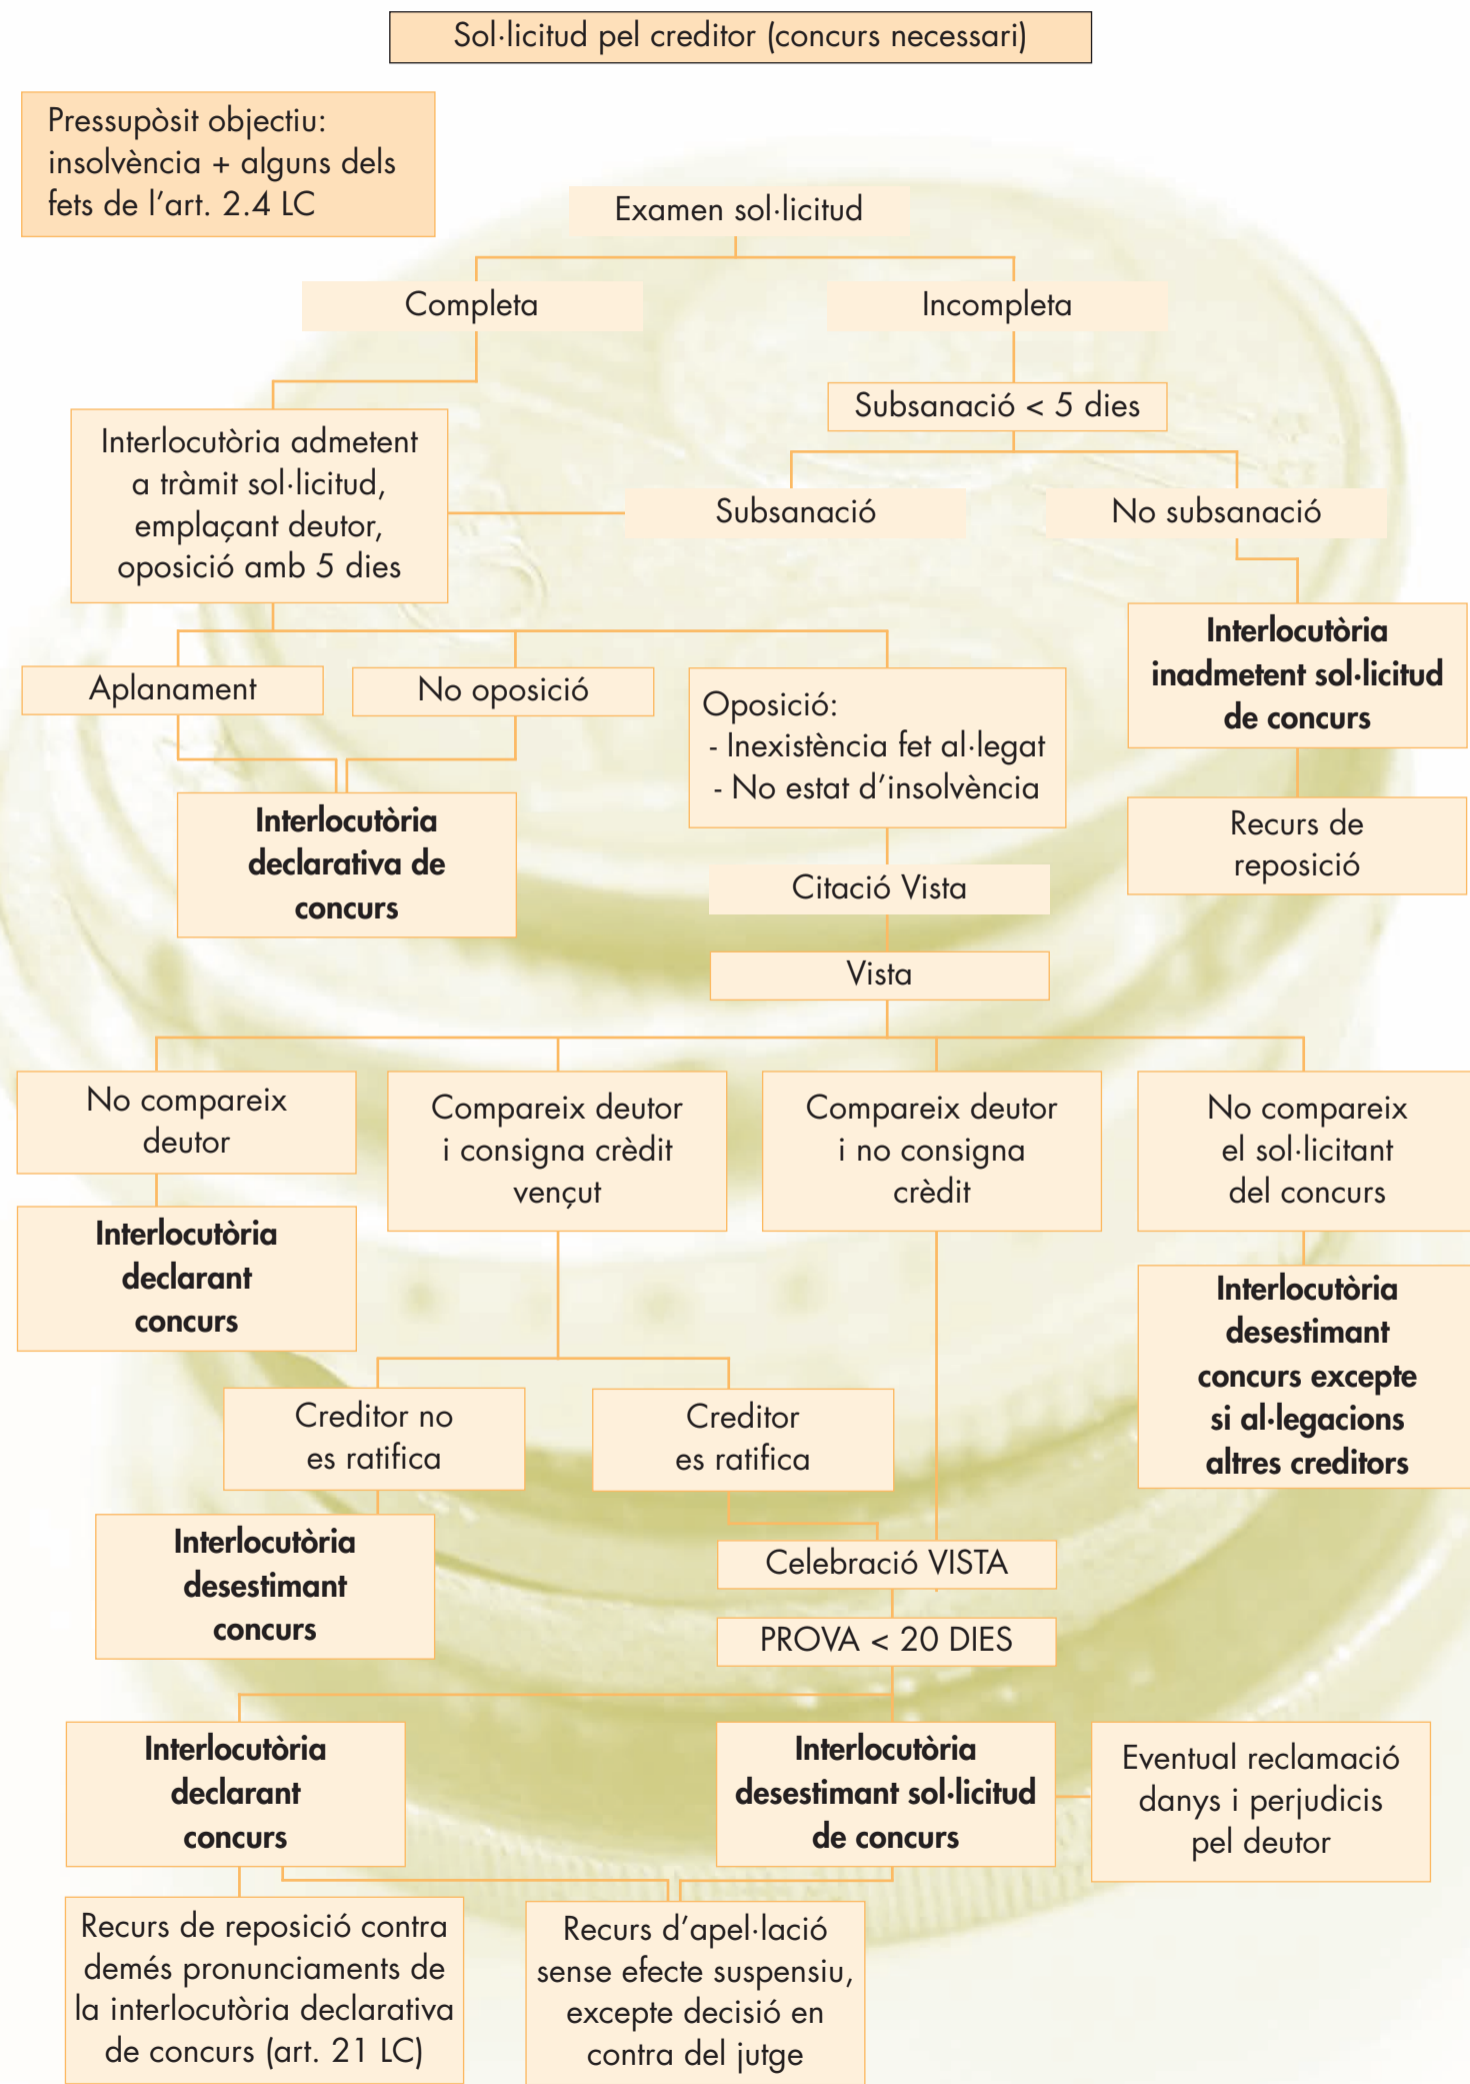 Sol·licitud pel creditor (concurs necessari)
Pressupòsit objectiu:
insolvència + alguns dels
fets de l’art. 2.4 LC
Examen sol·licitud
Completa
Incompleta
Subsanació < 5 dies
Interlocutòria admetent
a tràmit sol·licitud,
emplaçant deutor,
oposició amb 5 dies
Subsanació
No subsanació
Interlocutòria
inadmetent sol·licitud
de concurs
Aplanament
No oposició
Oposició:
- Inexistència fet al·legat
- No estat d’insolvència
Recurs de
reposició
Interlocutòria
declarativa de
concurs
Citació Vista
Vista
No compareix
deutor
Compareix deutor
i consigna crèdit
vençut
Compareix deutor
i no consigna
crèdit
No compareix
el sol·licitant
del concurs
Interlocutòria
declarant
concurs
Interlocutòria
desestimant
concurs excepte
si al·legacions
altres creditors
Creditor no
es ratifica
Creditor
es ratifica
Interlocutòria
desestimant
concurs
Celebració VISTA
PROVA < 20 DIES
Interlocutòria
declarant
concurs
Interlocutòria
desestimant sol·licitud
de concurs
Eventual reclamació
danys i perjudicis
pel deutor
Recurs de reposició contra
demés pronunciaments de
la interlocutòria declarativa
de concurs (art. 21 LC)
Recurs d’apel·lació
sense efecte suspensiu,
excepte decisió en
contra del jutge